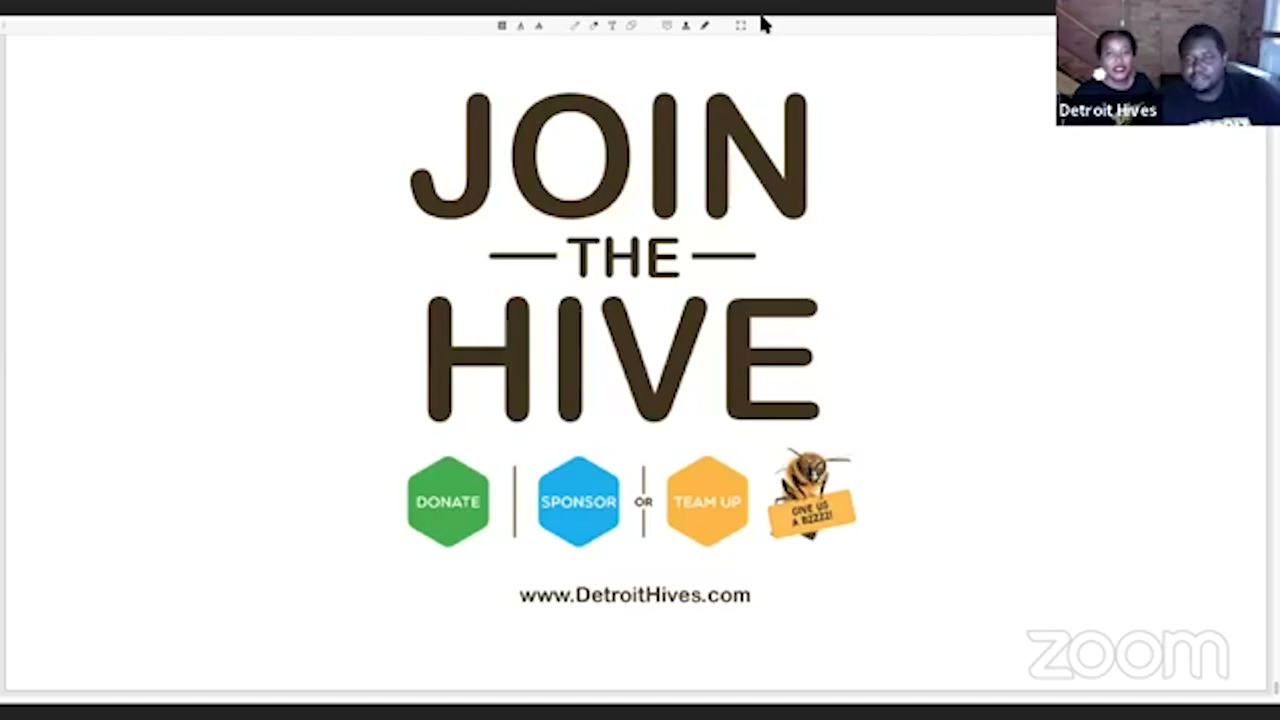 JOIN
THE
HIVE
DONATE
SPONSOR
OR
TEAM UP
GIVE US
A BZZZZ!
www.DetroitHives.com
Detroit Hives
zoom